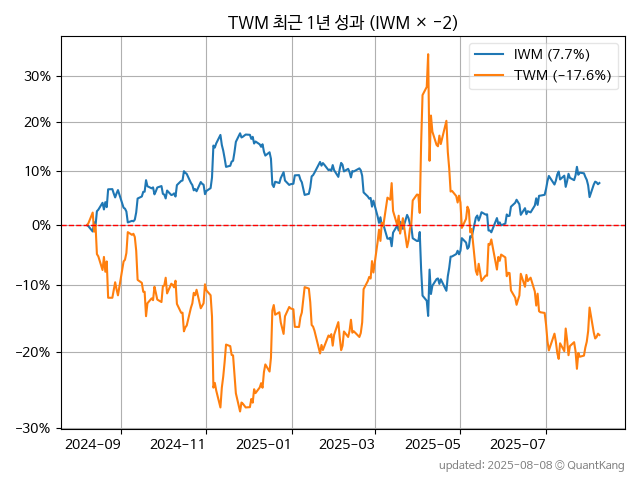 TWM 최근 1년 성과 (IWM × −2)
IWM (7.7%)
TWM (−17.6%)
30%
20%
10%
0%
−10%
−20%
−30%
2024-09 2024-11 2025-01 2025-03 2025-05 2025-07
updated: 2025-08-08 © QuantKang